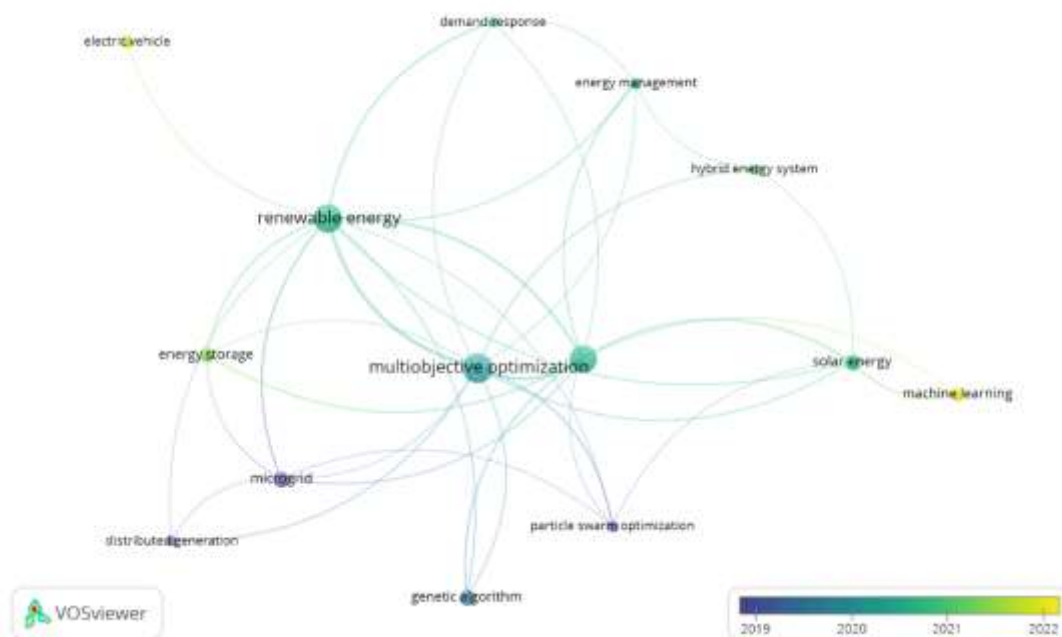 demand response
electric vehicle
energy management
hybrid energy system
renewable energy
energy storage
multiobjective optimization
solar energy
machine learning
microgrid
particle swarm optimization
distributed generation
genetic algorithm
VOSviewer
2019 2020 2021 2022